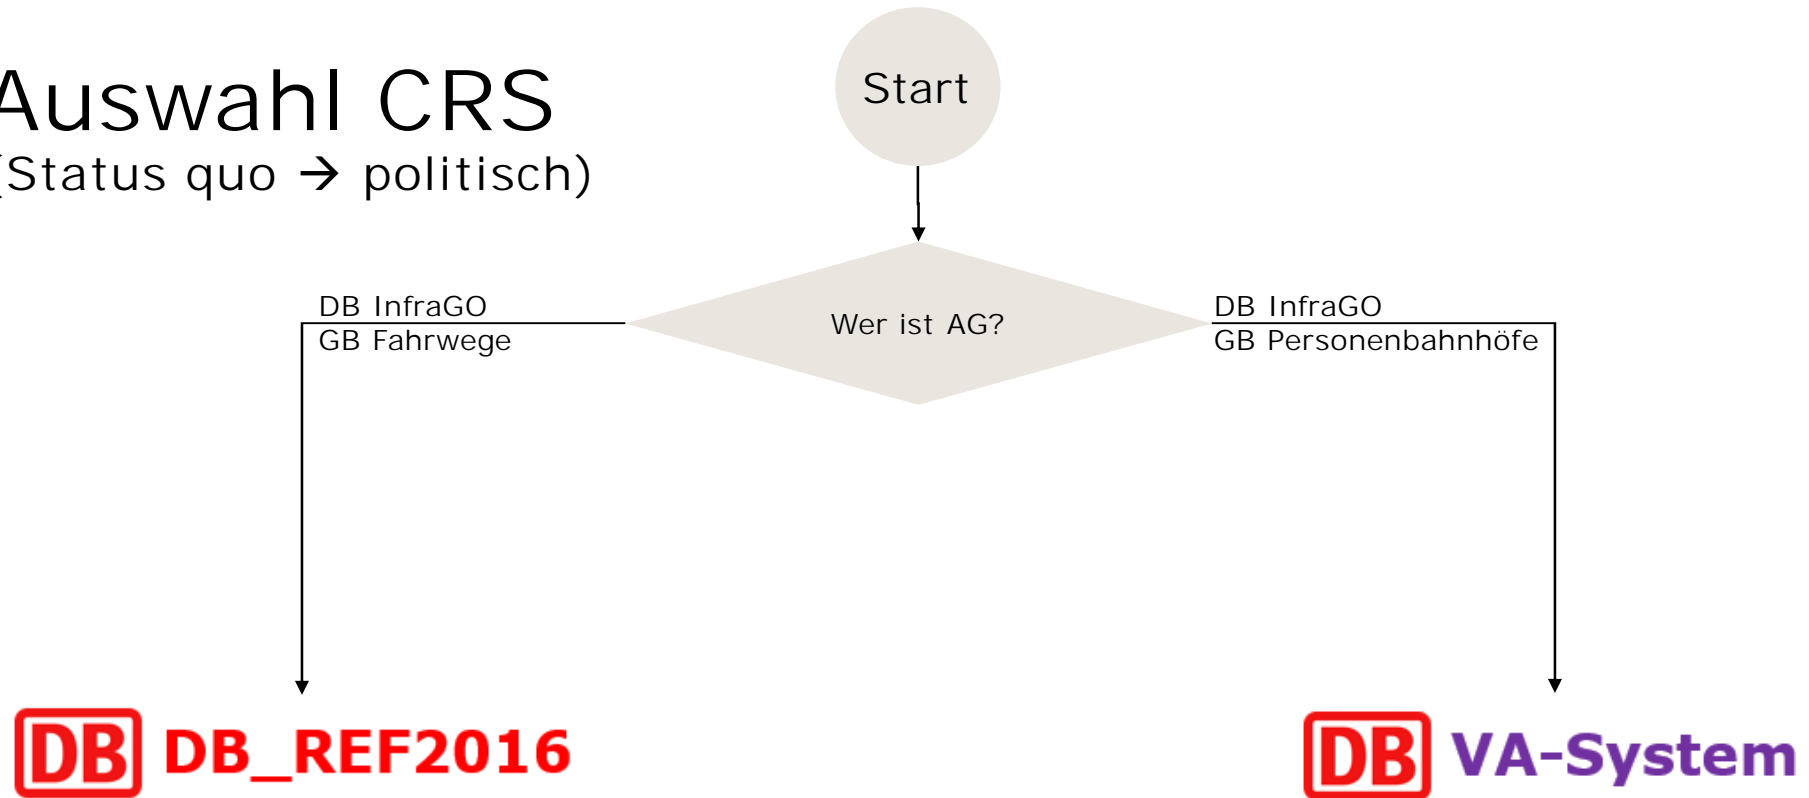 Auswahl CRS
(Status quo → politisch)
Start
Wer ist AG?
DB InfraGO
GB Fahrwege
DB InfraGO
GB Personenbahnhöfe
DB DB_REF2016
DB VA-System